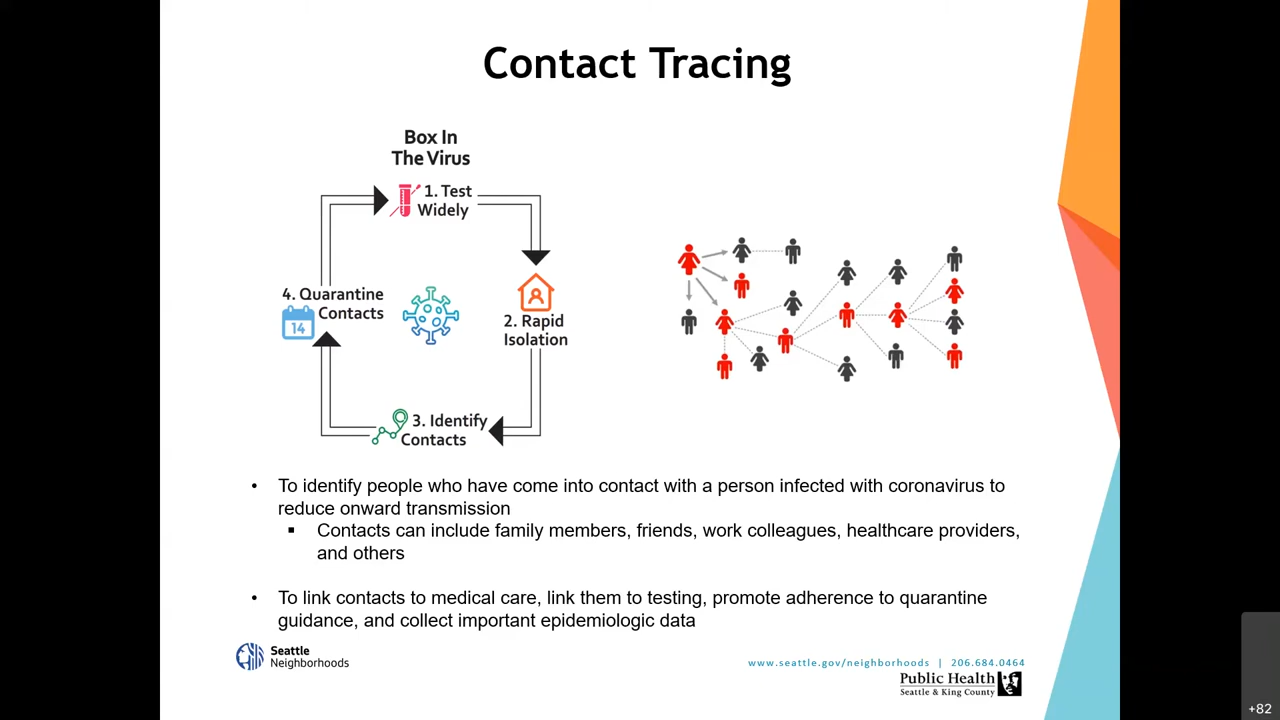 Contact Tracing
Box In
The Virus
1. Test
Widely
2. Rapid
Isolation
3. Identify
Contacts
4. Quarantine
Contacts
14
• To identify people who have come into contact with a person infected with coronavirus to
reduce onward transmission
▪ Contacts can include family members, friends, work colleagues, healthcare providers,
and others
• To link contacts to medical care, link them to testing, promote adherence to quarantine
guidance, and collect important epidemiologic data
Seattle
Neighborhoods
www.seattle.gov/neighborhoods | 206.684.0464
Public Health
Seattle & King County
+82